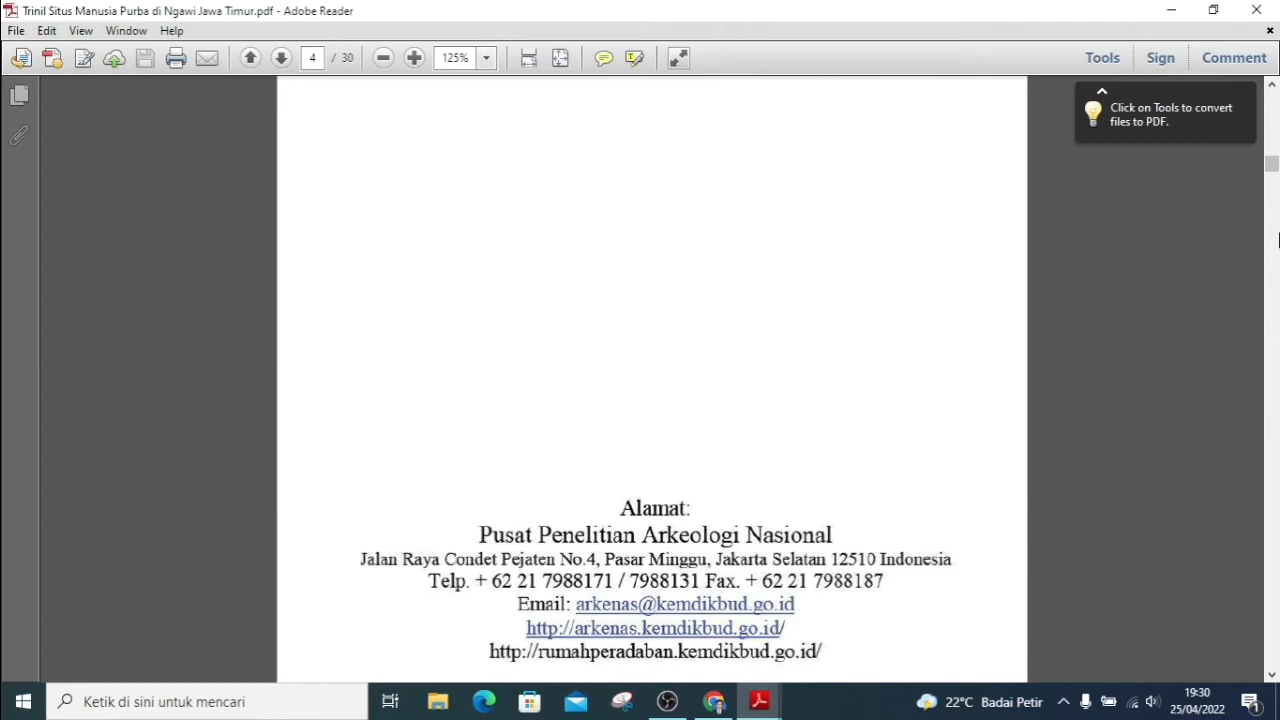 Trinil Situs Manusia Purba di Ngawi Jawa Timur.pdf - Adobe Reader
File Edit View Window Help
4 / 30 125% Tools Sign Comment
Click on Tools to convert
files to PDF.
Alamat:
Pusat Penelitian Arkeologi Nasional
Jalan Raya Condet Pejaten No.4, Pasar Minggu, Jakarta Selatan 12510 Indonesia
Telp. + 62 21 7988171 / 7988131 Fax. + 62 21 7988187
Email: arkenas@kemdikbud.go.id
http://arkenas.kemdikbud.go.id/
http://rumahperadaban.kemdikbud.go.id/
Ketik di sini untuk mencari
22°C Badai Petir
19:30
25/04/2022
1